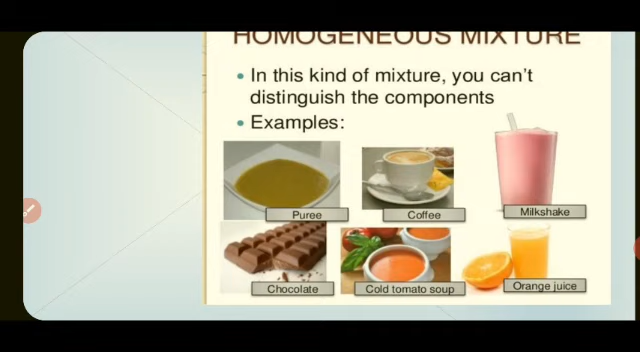 HOMOGENEOUS MIXTURE
• In this kind of mixture, you can't
distinguish the components
• Examples:
Puree
Coffee
Milkshake
Chocolate
Cold tomato soup
Orange juice